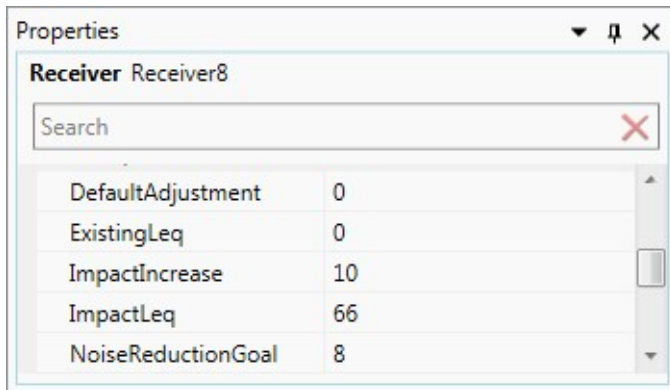 Properties
Receiver Receiver8
Search
DefaultAdjustment 0
ExistingLeq 0
ImpactIncrease 10
ImpactLeq 66
NoiseReductionGoal 8